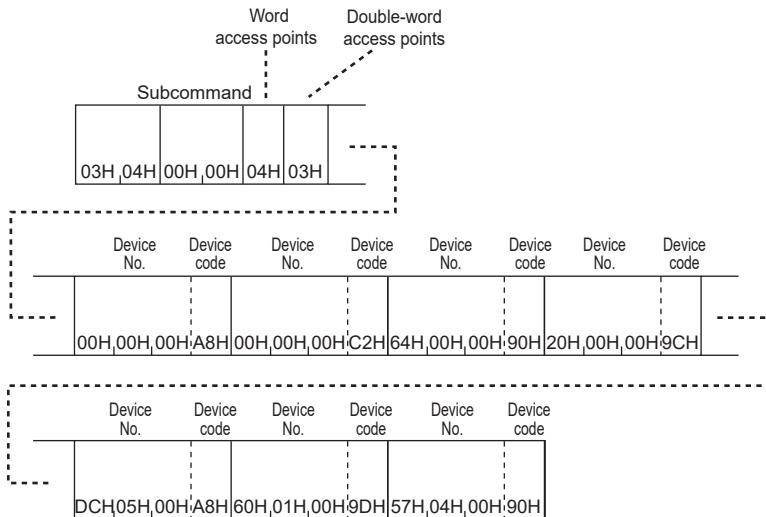 Word Double-word
access points access points
Subcommand
03H 04H 00H 00H 04H 03H
Device Device Device Device Device Device Device Device
No. code No. code No. code No. code
00H 00H 00H A8H 00H 00H 00H C2H 64H 00H 00H 90H 20H 00H 00H 9CH
Device Device Device Device Device Device
No. code No. code No. code
DCH 05H 00H A8H 60H 01H 00H 9DH 57H 04H 00H 90H